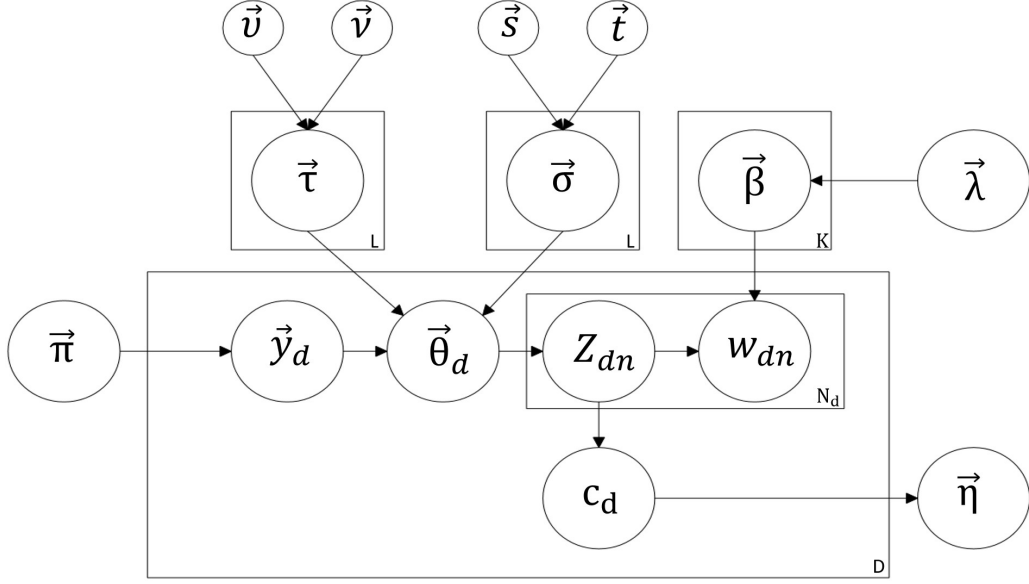 υ⃗ ν⃗ s⃗ t⃗
τ⃗ σ⃗ β⃗ λ⃗
L L K
π⃗ y⃗_d θ⃗_d Z_dn w_dn
N_d
c_d η⃗
D